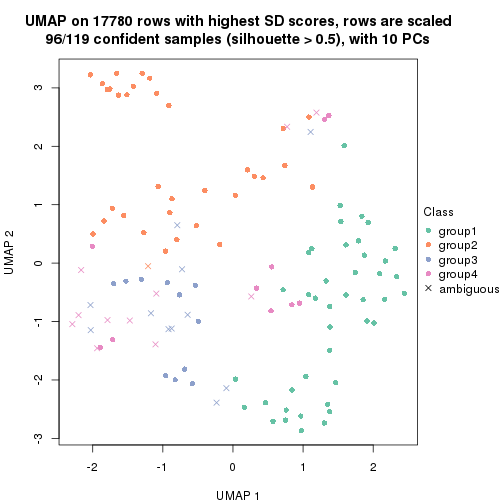 UMAP on 17780 rows with highest SD scores, rows are scaled
96/119 confident samples (silhouette > 0.5), with 10 PCs
3
2
1
0
-1
-2
-3
UMAP 2
-2
-1
0
1
2
UMAP 1
Class
group1
group2
group3
group4
ambiguous